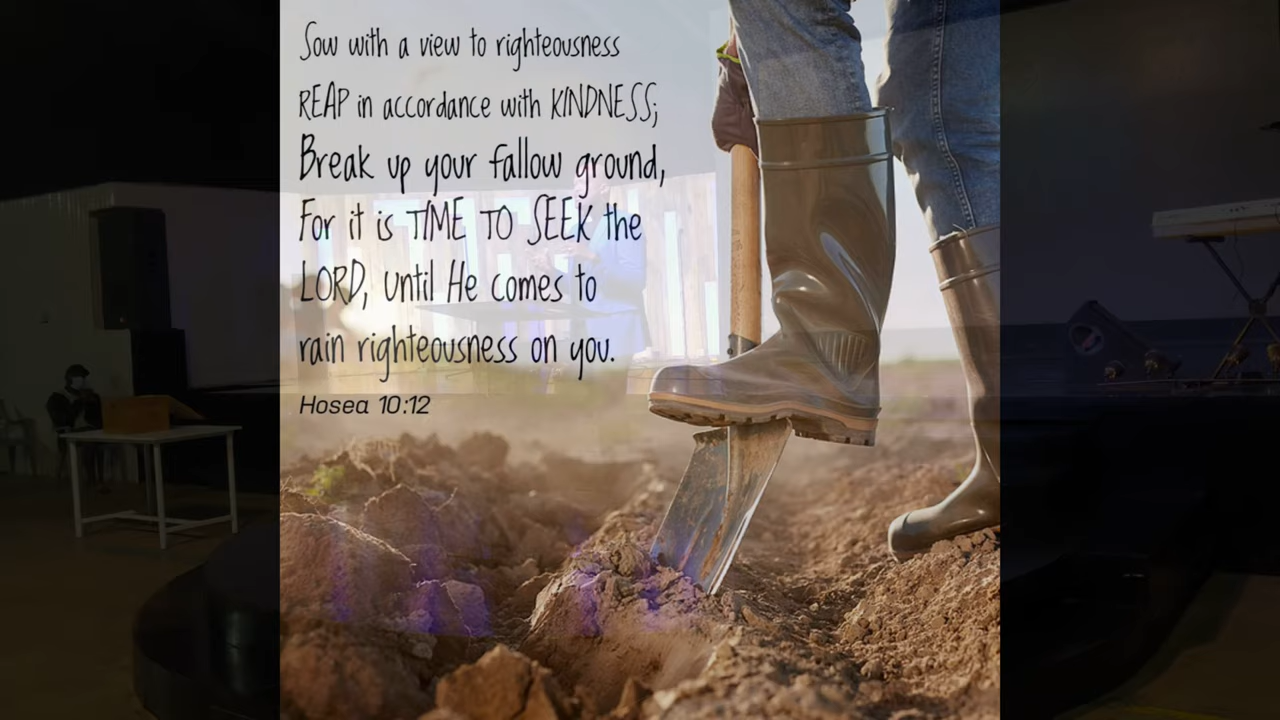 Sow with a view to righteousness
REAP in accordance with KINDNESS;
Break up your fallow ground,
For it is TIME TO SEEK the
LORD, until He comes to
rain righteousness on you.
Hosea 10:12